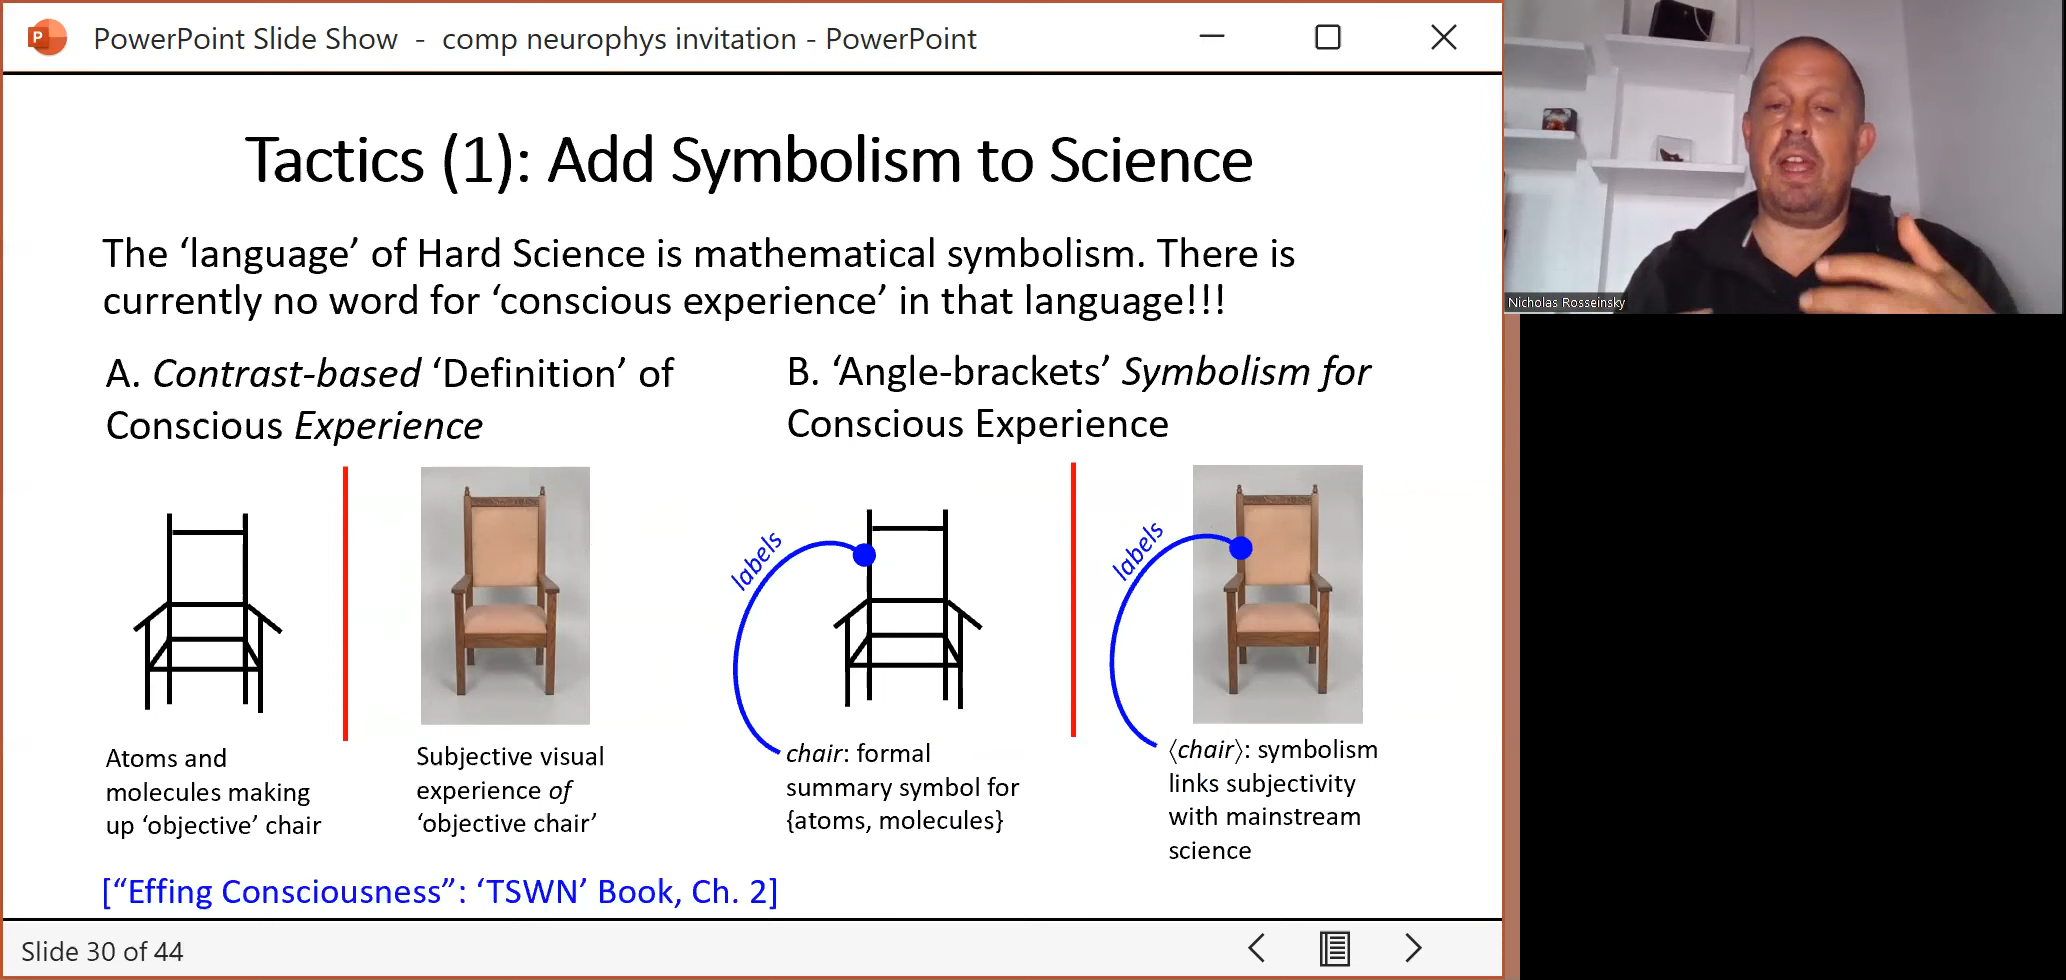 P
PowerPoint Slide Show - comp neurophys invitation - PowerPoint
Tactics (1): Add Symbolism to Science
The ‘language’ of Hard Science is mathematical symbolism. There is
currently no word for ‘conscious experience’ in that language!!!
A. Contrast-based ‘Definition’ of
Conscious Experience
Atoms and
molecules making
up ‘objective’ chair
Subjective visual
experience of
‘objective chair’
B. ‘Angle-brackets’ Symbolism for
Conscious Experience
labels
chair: formal
summary symbol for
{atoms, molecules}
labels
⟨chair⟩: symbolism
links subjectivity
with mainstream
science
[“Effing Consciousness”: ‘TSWN’ Book, Ch. 2]
Slide 30 of 44
Nicholas Rosseinsky